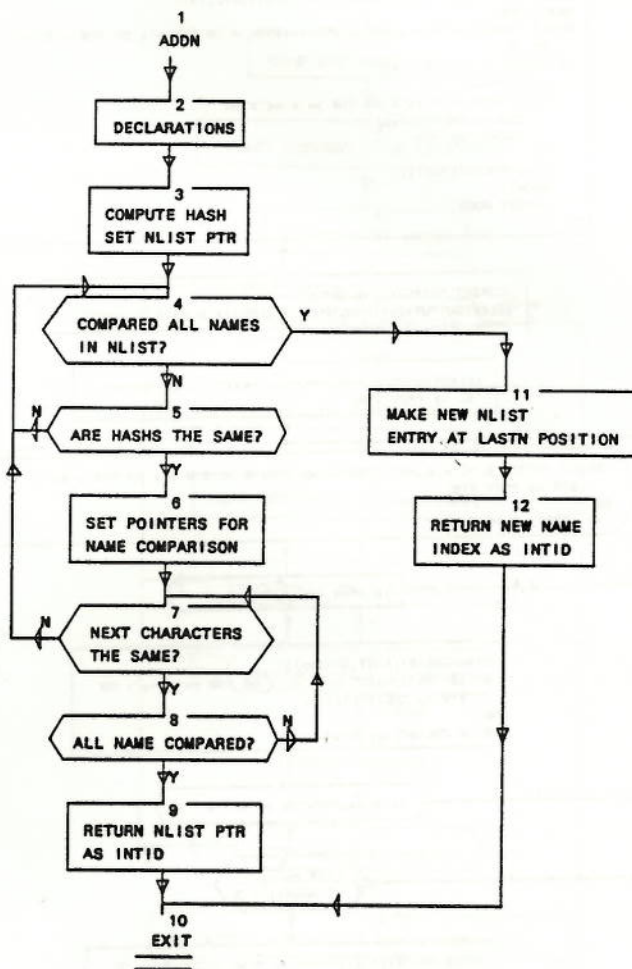 1
ADDN
2
DECLARATIONS
3
COMPUTE HASH
SET NLIST PTR
4
COMPARED ALL NAMES
IN NLIST?
Y
N
5
N
ARE HASHS THE SAME?
Y
11
MAKE NEW NLIST
ENTRY AT LASTN POSITION
6
SET POINTERS FOR
NAME COMPARISON
12
RETURN NEW NAME
INDEX AS INTID
7
N
NEXT CHARACTERS
THE SAME?
Y
8
N
ALL NAME COMPARED?
Y
9
RETURN NLIST PTR
AS INTID
10
EXIT